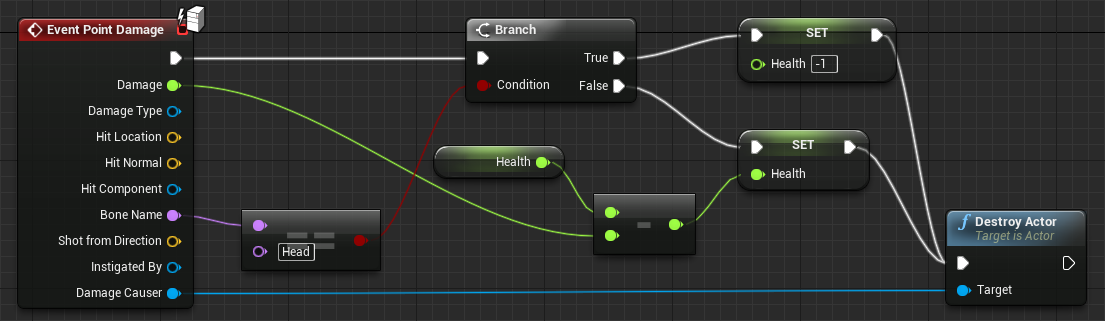 Event Point Damage
Damage
Damage Type
Hit Location
Hit Normal
Hit Component
Bone Name
Shot from Direction
Instigated By
Damage Causer
==
Head
Branch
True
Condition
False
Health
-
SET
Health -1
SET
Health
f Destroy Actor
Target is Actor
Target